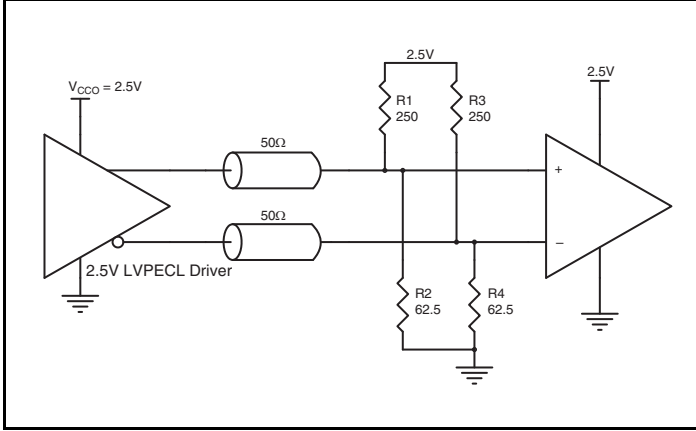 2.5V
V_CCO = 2.5V
2.5V
R1
250
R3
250
50Ω
+
50Ω
–
2.5V LVPECL Driver
R2
62.5
R4
62.5